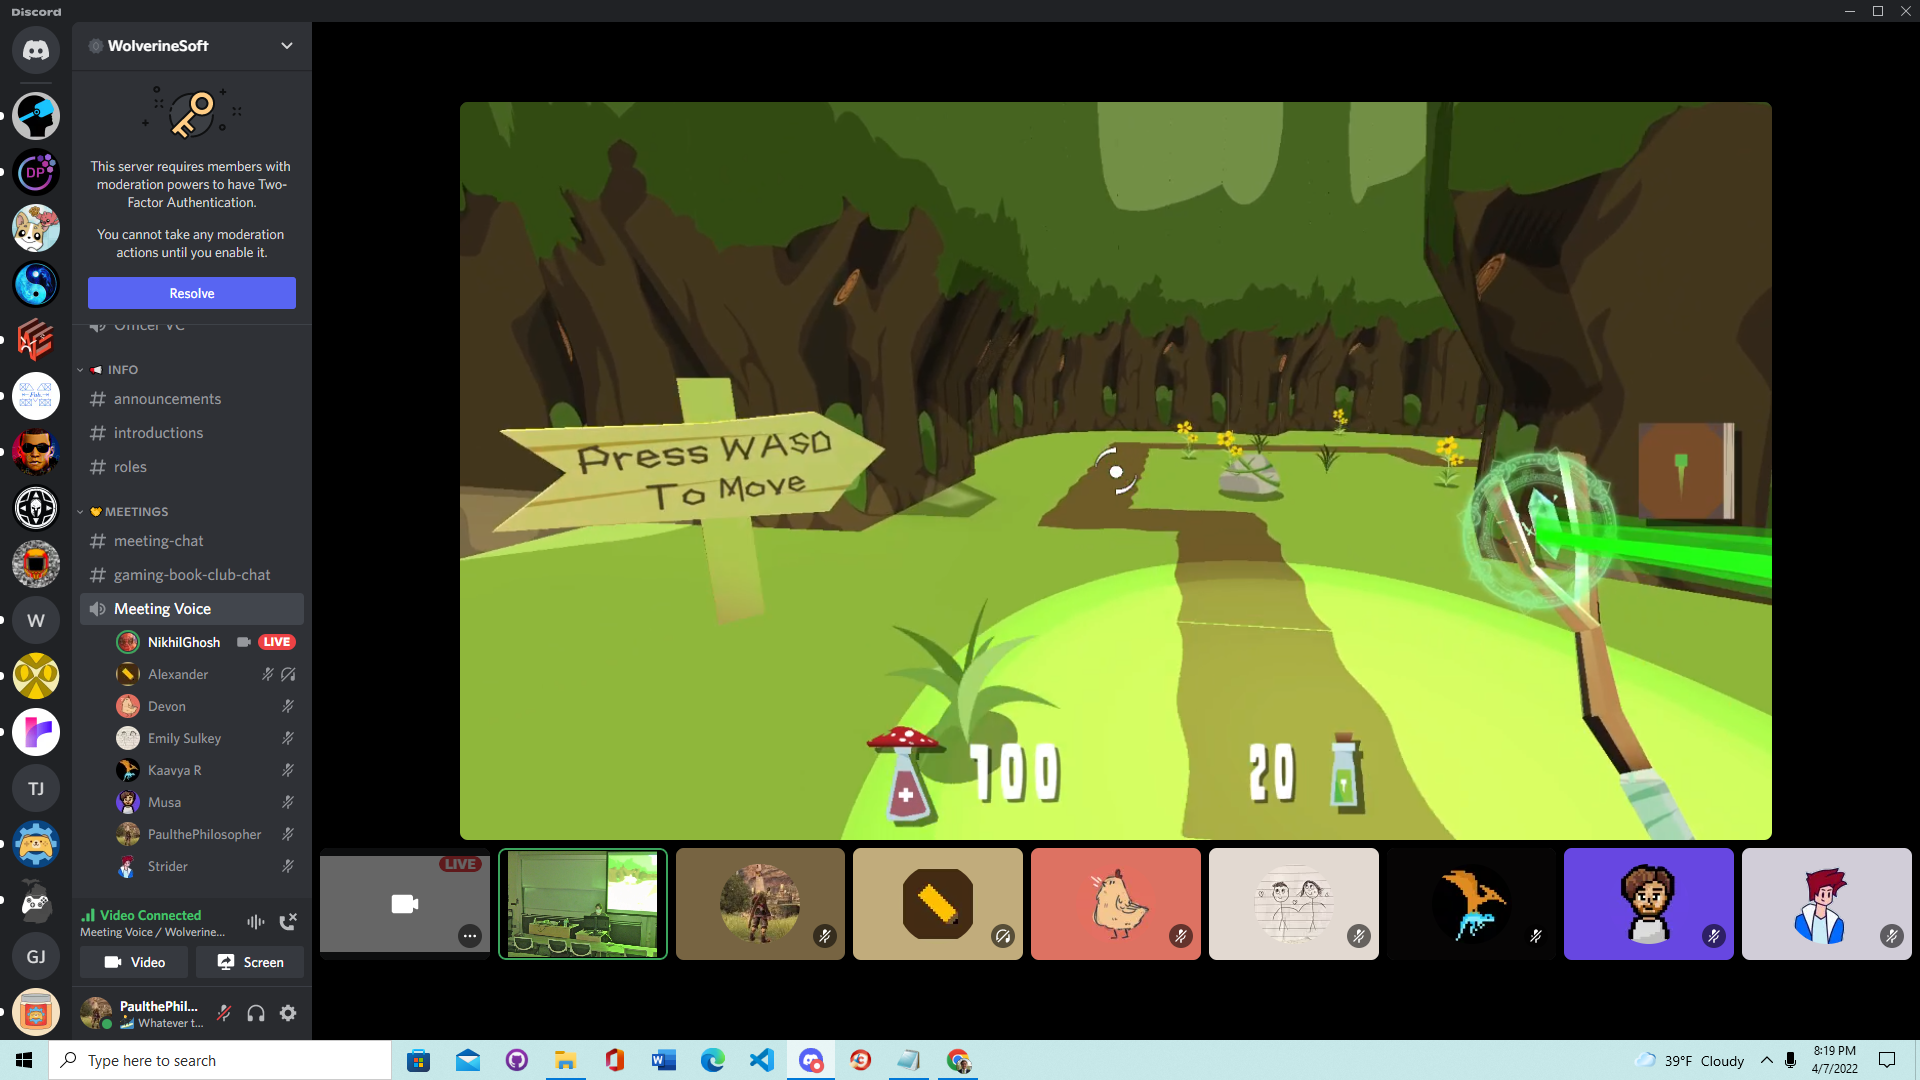 Discord
WolverineSoft
This server requires members with
moderation powers to have Two-
Factor Authentication.
You cannot take any moderation
actions until you enable it.
Resolve
Officer VC
INFO
announcements
introductions
roles
MEETINGS
meeting-chat
gaming-book-club-chat
Meeting Voice
NikhilGhosh
LIVE
Alexander
Devon
Emily Sulkey
Kaavya R
Musa
PaulthePhilosopher
Strider
Video Connected
Meeting Voice / Wolverine...
Video
Screen
PaulthePhil...
Whatever t...
DP
W
TJ
GJ
Press WASD
To Move
100
20
LIVE
Type here to search
39°F Cloudy
8:19 PM
4/7/2022